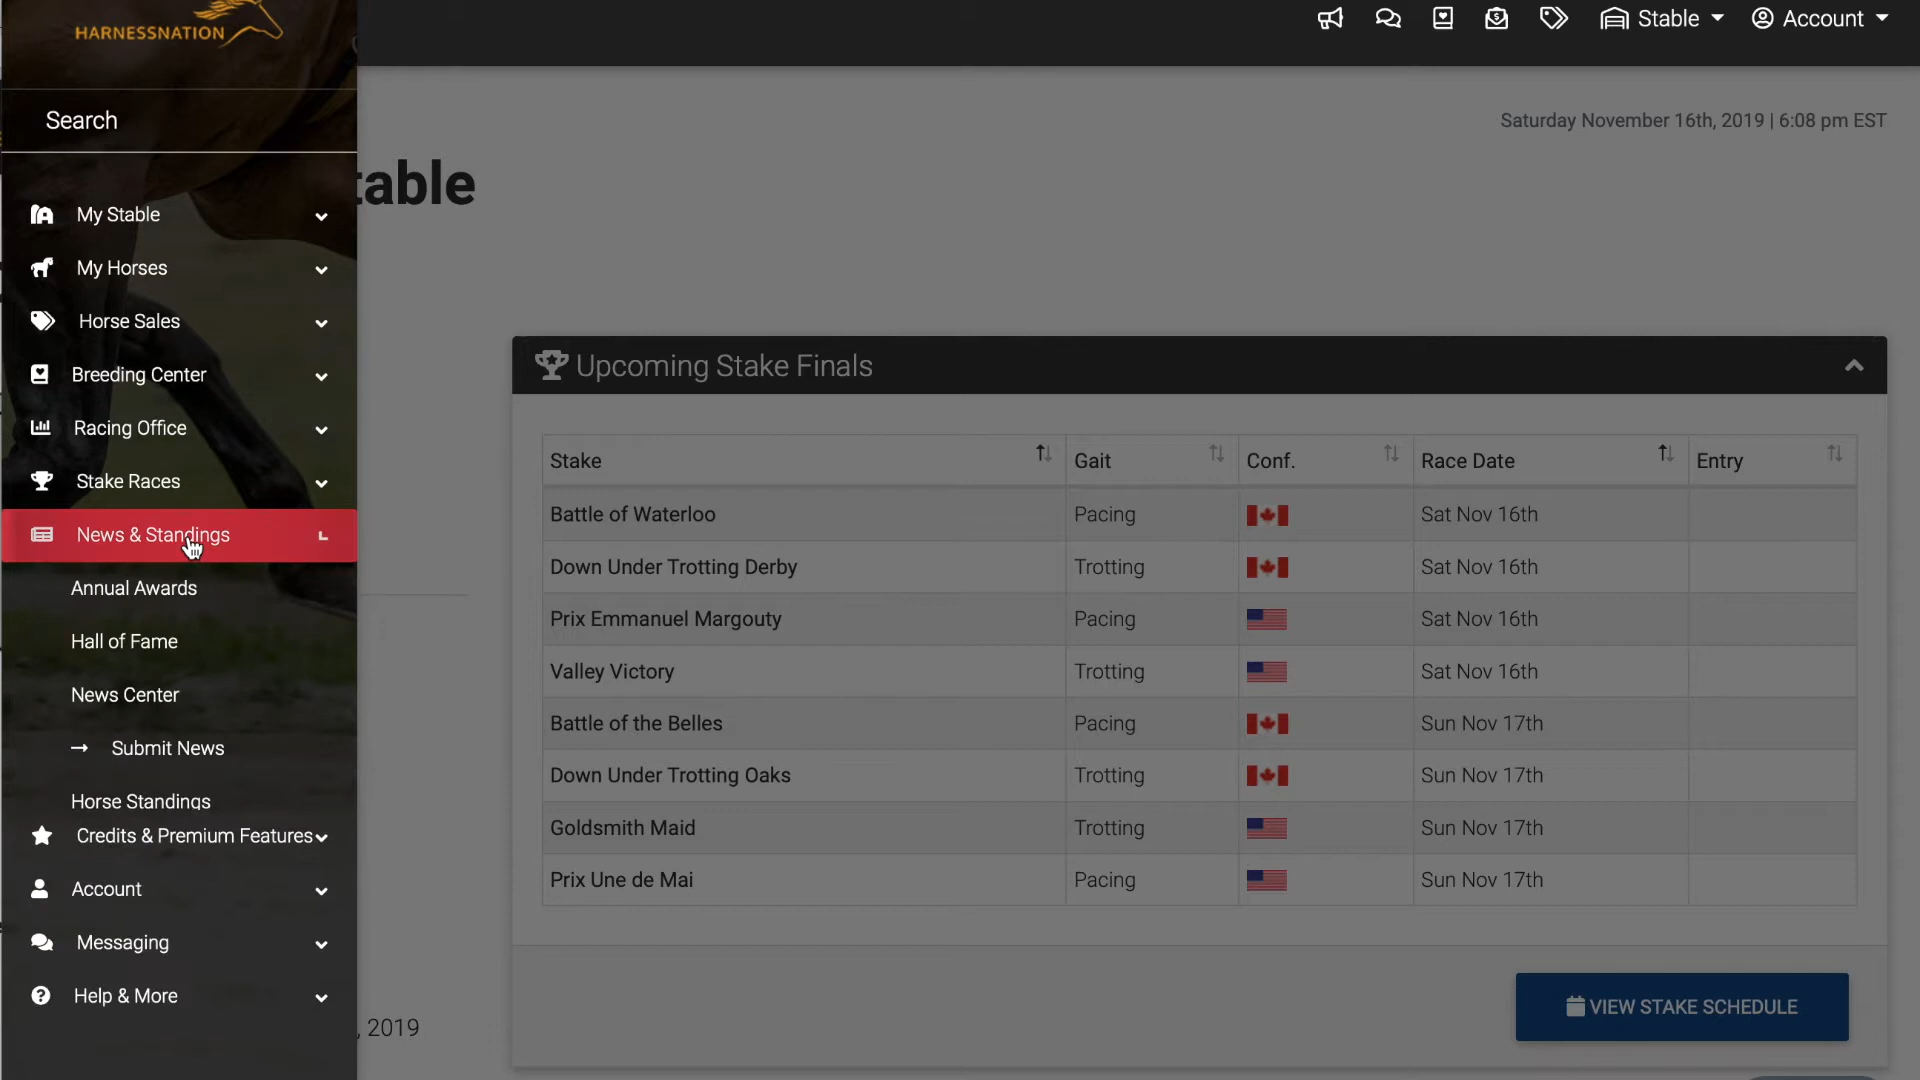 HARNESSNATION
Stable
Account
Search
Saturday November 16th, 2019 | 6:08 pm EST
table
My Stable
My Horses
Horse Sales
Breeding Center
Racing Office
Stake Races
News & Standings
Annual Awards
Hall of Fame
News Center
→ Submit News
Horse Standings
Credits & Premium Features
Account
Messaging
Help & More
Upcoming Stake Finals
Stake Gait Conf. Race Date Entry
Battle of Waterloo Pacing Sat Nov 16th
Down Under Trotting Derby Trotting Sat Nov 16th
Prix Emmanuel Margouty Pacing Sat Nov 16th
Valley Victory Trotting Sat Nov 16th
Battle of the Belles Pacing Sun Nov 17th
Down Under Trotting Oaks Trotting Sun Nov 17th
Goldsmith Maid Trotting Sun Nov 17th
Prix Une de Mai Pacing Sun Nov 17th
VIEW STAKE SCHEDULE
, 2019